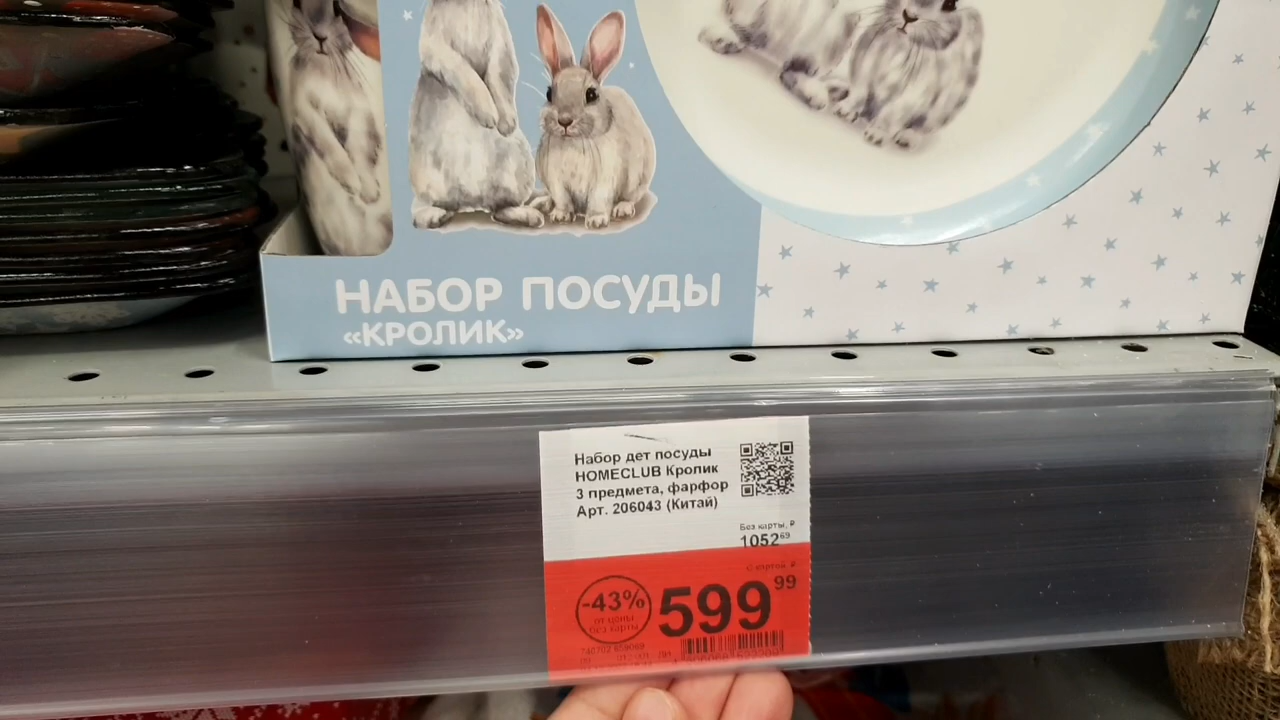 НАБОР ПОСУДЫ
«КРОЛИК»
Набор дет посуды
HOMECLUB Кролик
3 предмета, фарфор
Арт. 206043 (Китай)
Без карты, ₽
1052 69
С картой, ₽
-43%
от цены
без карты
599 99